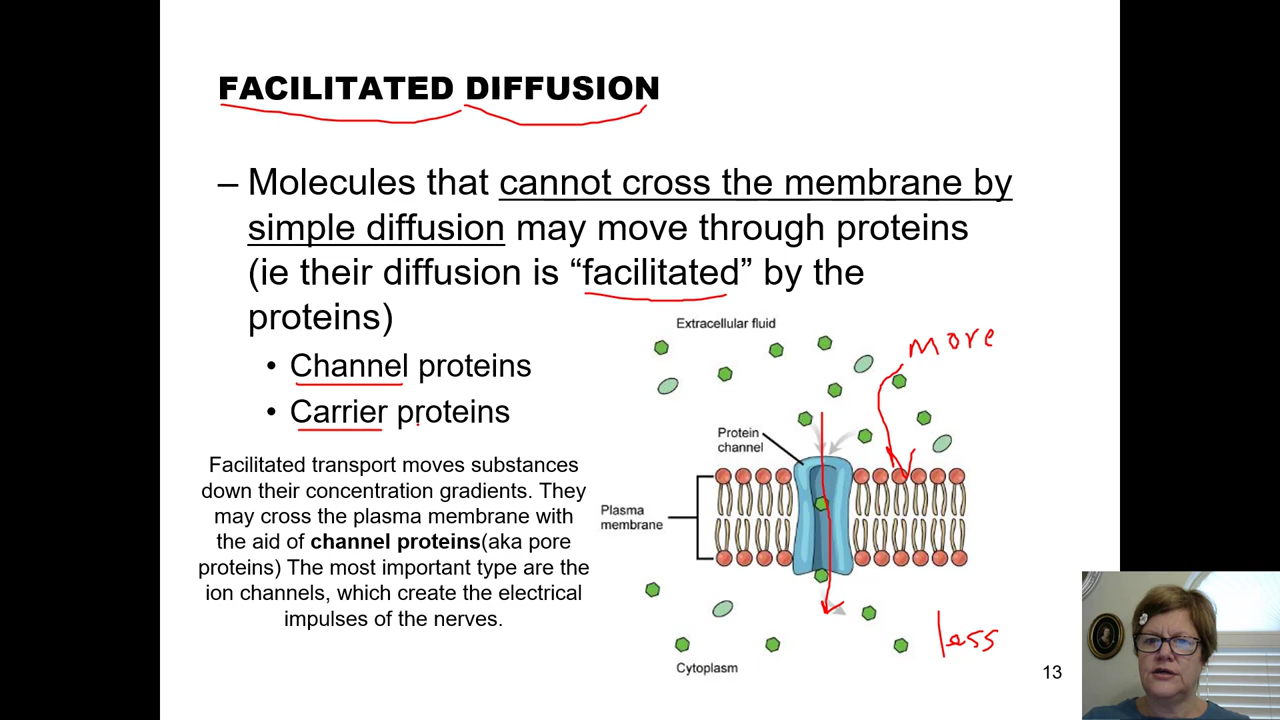 FACILITATED DIFFUSION
– Molecules that cannot cross the membrane by
simple diffusion may move through proteins
(ie their diffusion is “facilitated” by the
proteins)
• Channel proteins
• Carrier proteins
Facilitated transport moves substances
down their concentration gradients. They
may cross the plasma membrane with
the aid of channel proteins(aka pore
proteins) The most important type are the
ion channels, which create the electrical
impulses of the nerves.
Extracellular fluid
more
Protein
channel
Plasma
membrane
less
Cytoplasm
13